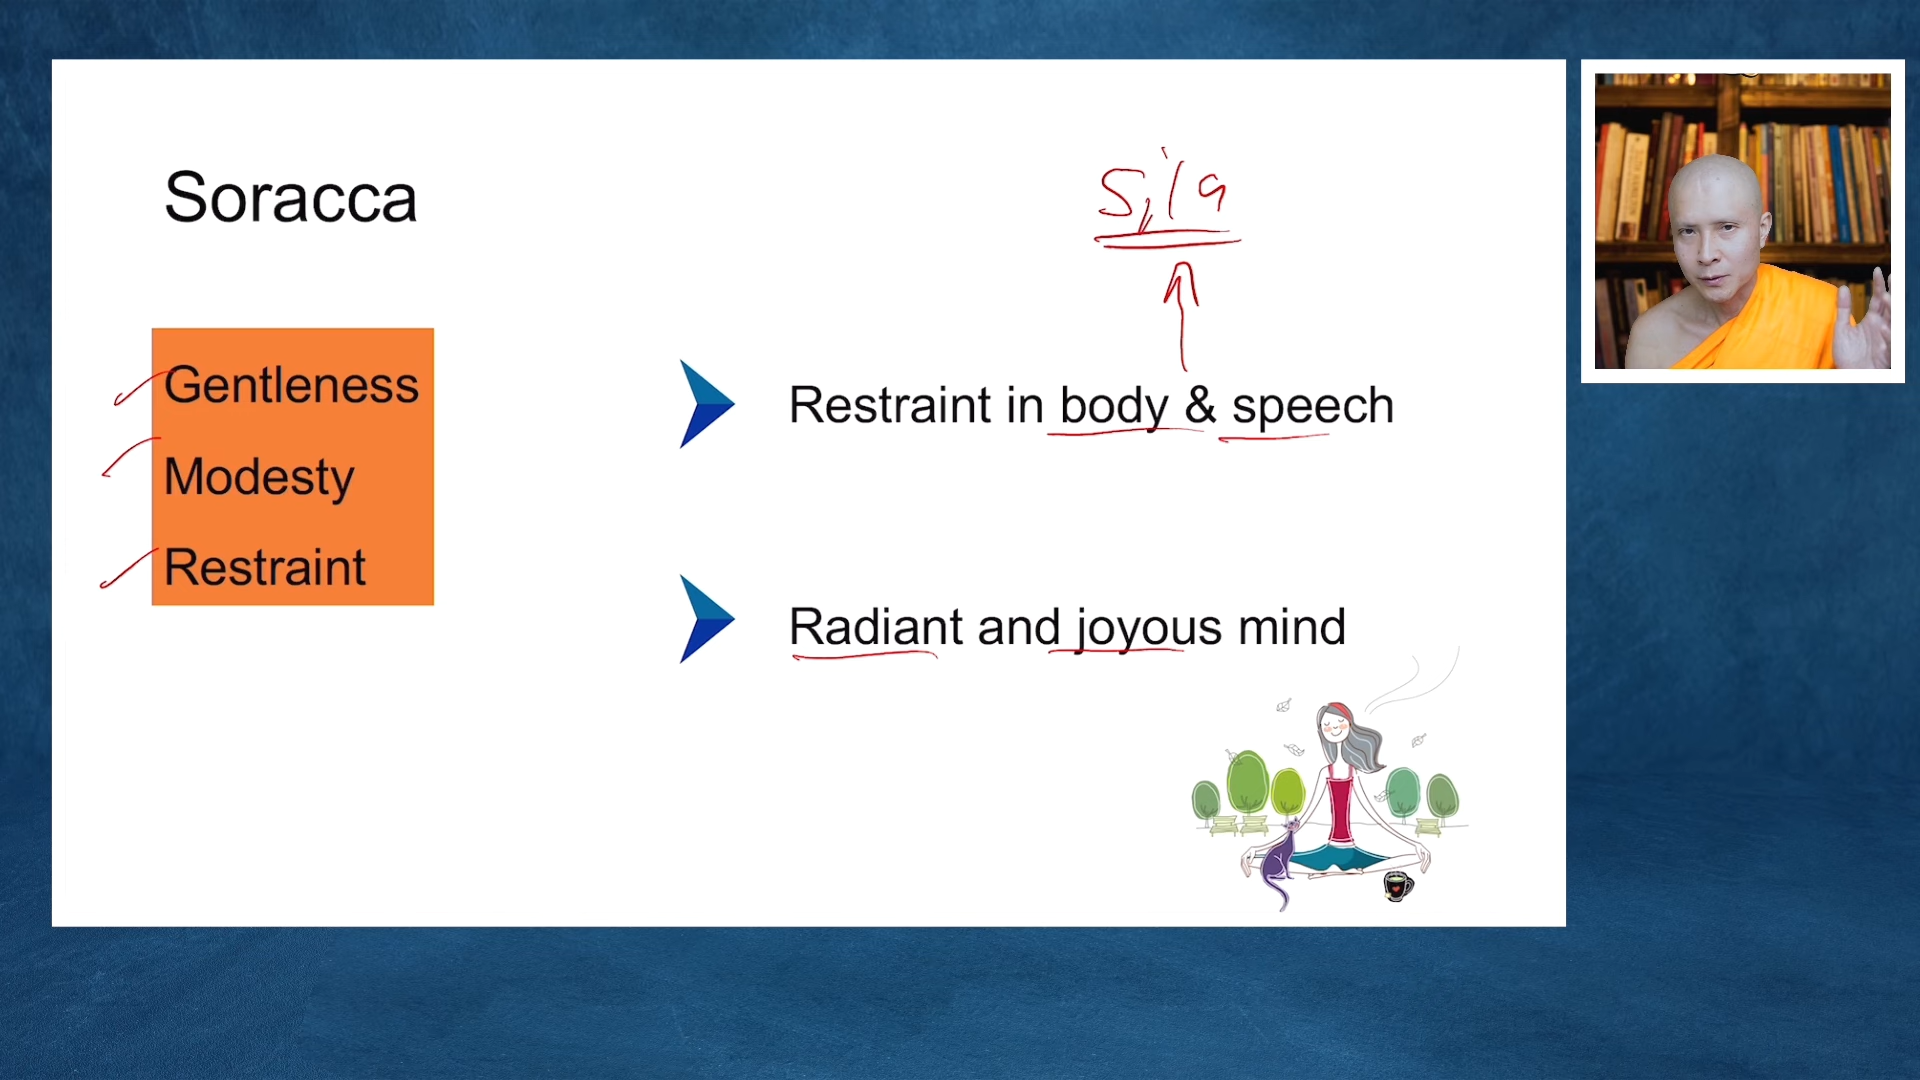 Soracca
Sila
Gentleness
Modesty
Restraint
Restraint in body & speech
Radiant and joyous mind